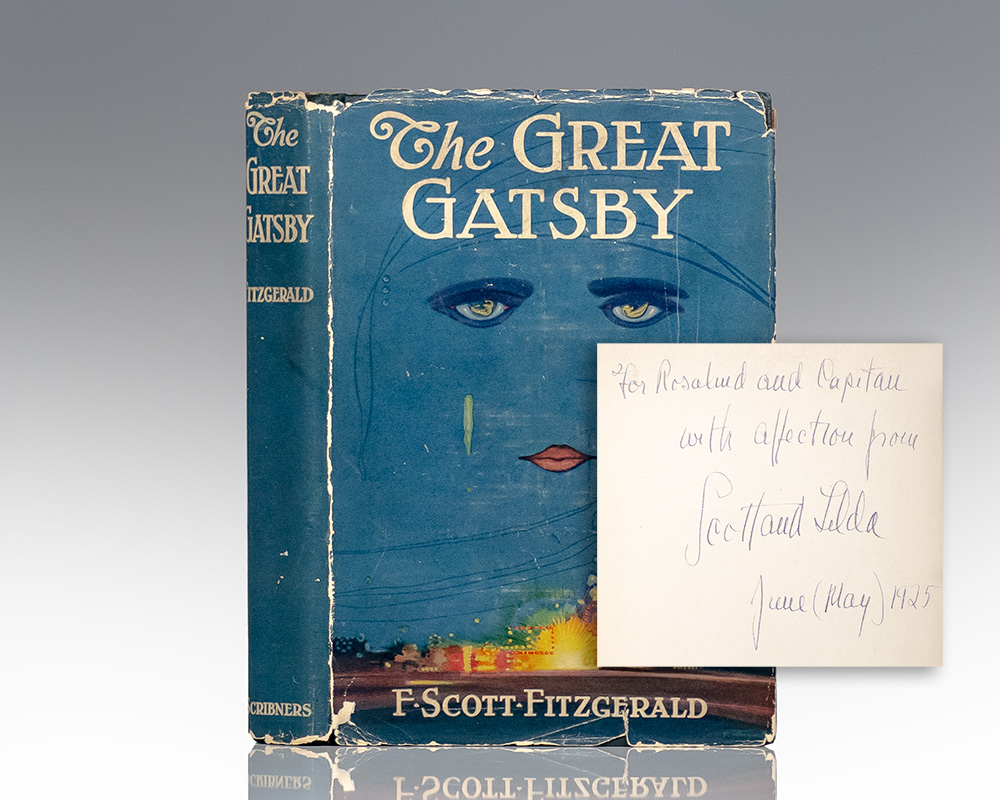 The
GREAT
GATSBY
FITZGERALD
SCRIBNERS
The GREAT
GATSBY
F·SCOTT·FITZGERALD
For Rosalind and Capitan
with affection from
Scott and Zelda
June (May) 1925